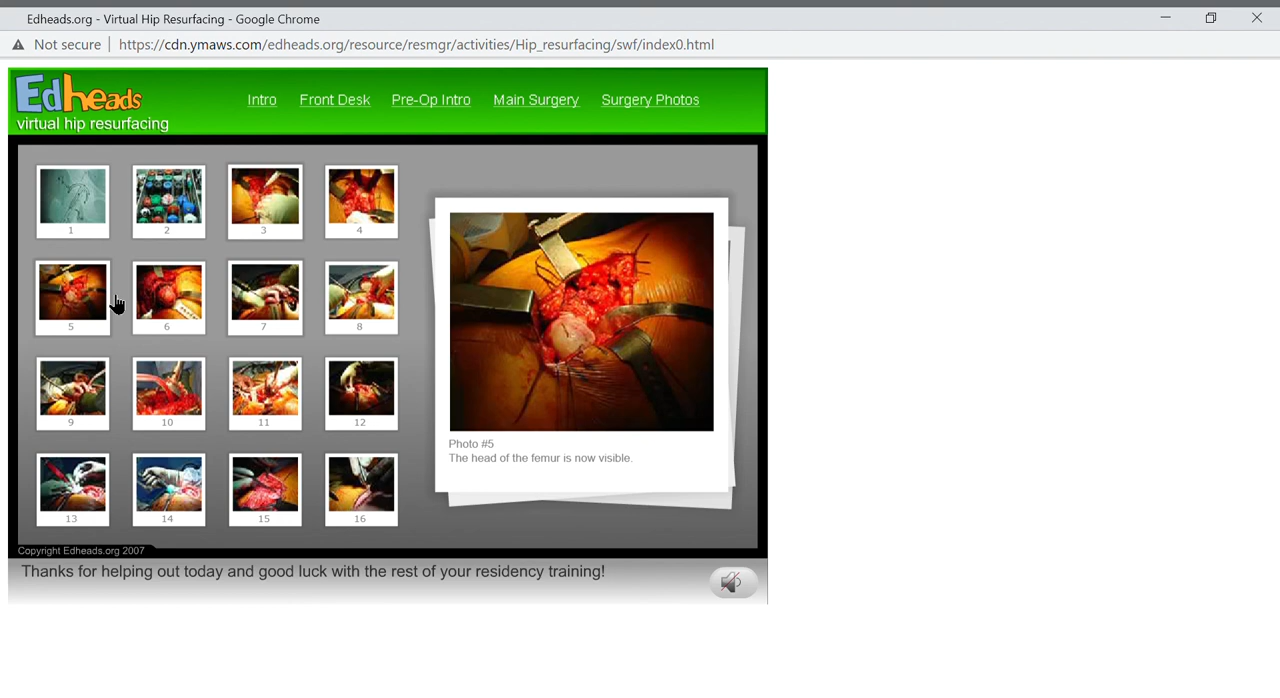 Edheads.org - Virtual Hip Resurfacing - Google Chrome
Not secure | https://cdn.ymaws.com/edheads.org/resource/resmgr/activities/Hip_resurfacing/swf/index0.html
Edheads
virtual hip resurfacing
Intro Front Desk Pre-Op Intro Main Surgery Surgery Photos
1 2 3 4
5 6 7 8
9 10 11 12
13 14 15 16
Photo #5
The head of the femur is now visible.
Copyright Edheads.org 2007
Thanks for helping out today and good luck with the rest of your residency training!